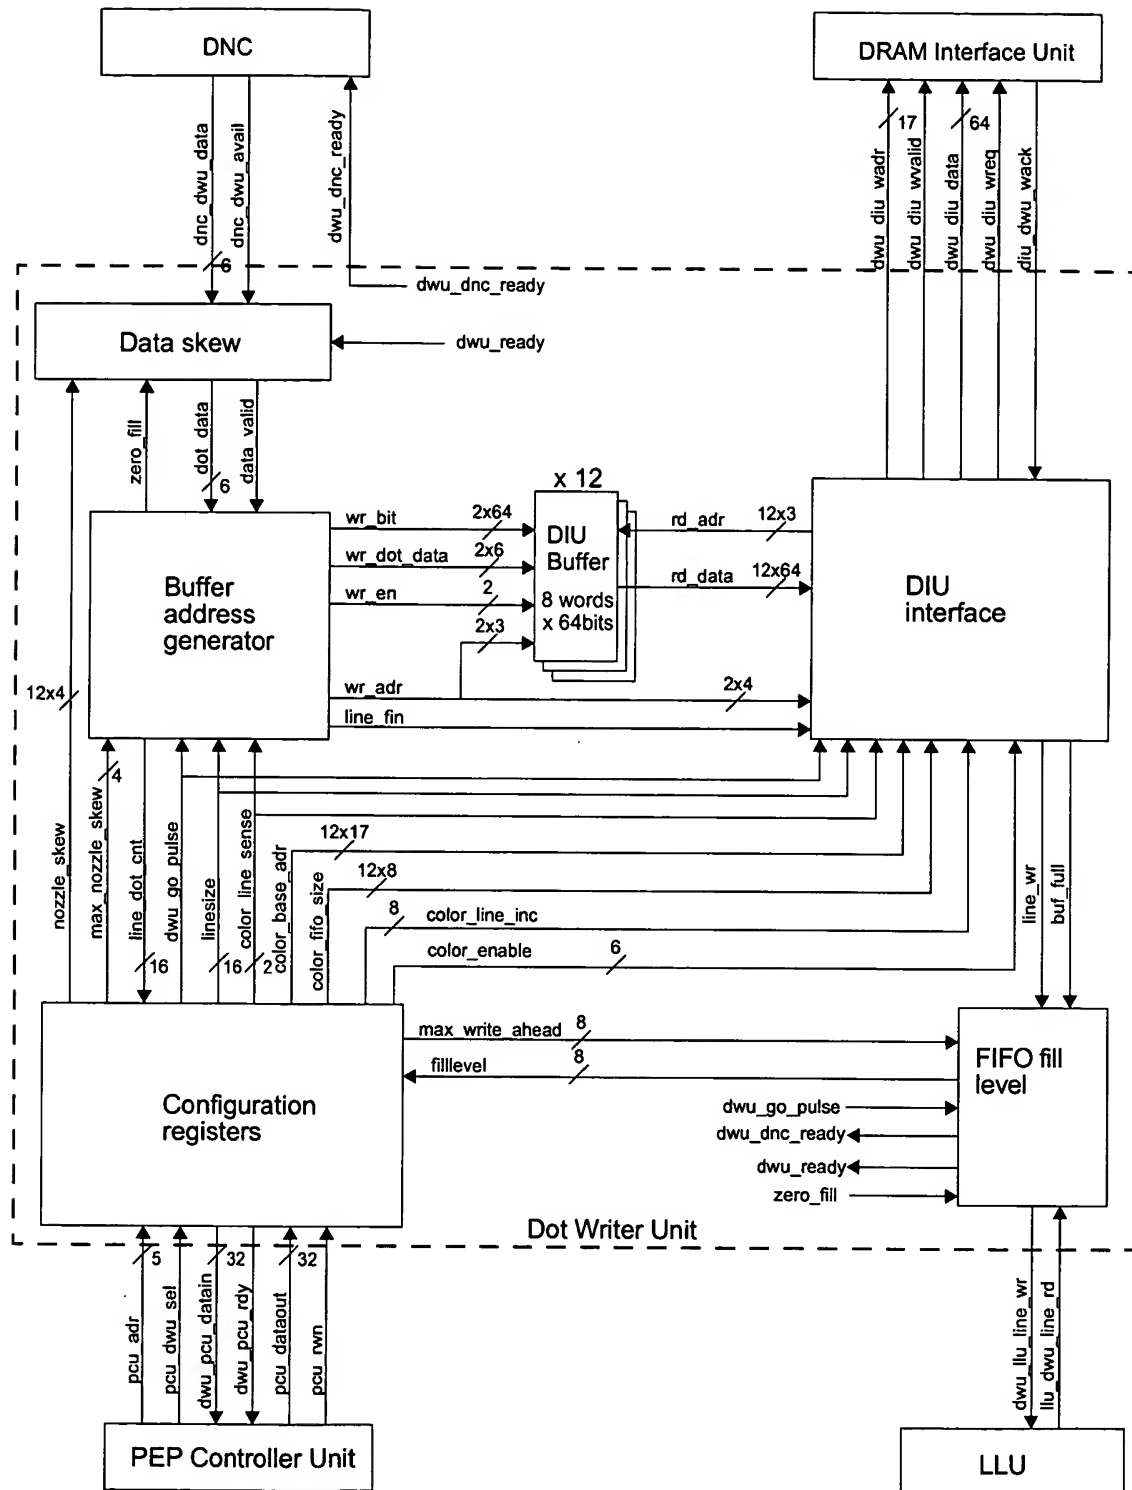 DNC
DRAM Interface Unit
dnc_dwu_data
dnc_dwu_avail
dwu_dnc_ready
6
dwu_diu_wadr
17
dwu_diu_wvalid
dwu_diu_data
64
dwu_diu_wreq
diu_dwu_wack
dwu_dnc_ready
Data skew
dwu_ready
zero_fill
dot_data
6
data_valid
x 12
wr_bit
2x64
DIU
Buffer
8 words
x 64bits
rd_adr
12x3
wr_dot_data
2x6
rd_data
12x64
wr_en
2
2x3
Buffer
address
generator
DIU
interface
wr_adr
2x4
line_fin
12x4
nozzle_skew
4
max_nozzle_skew
line_dot_cnt
16
dwu_go_pulse
linesize
16
color_line_sense
2
color_base_adr
12x17
color_fifo_size
12x8
8
color_line_inc
color_enable
6
line_wr
buf_full
Configuration
registers
max_write_ahead
8
filllevel
8
FIFO fill
level
dwu_go_pulse
dwu_dnc_ready
dwu_ready
zero_fill
Dot Writer Unit
pcu_adr
5
pcu_dwu_sel
dwu_pcu_datain
32
dwu_pcu_rdy
pcu_dataout
32
pcu_rwn
dwu_llu_line_wr
llu_dwu_line_rd
PEP Controller Unit
LLU